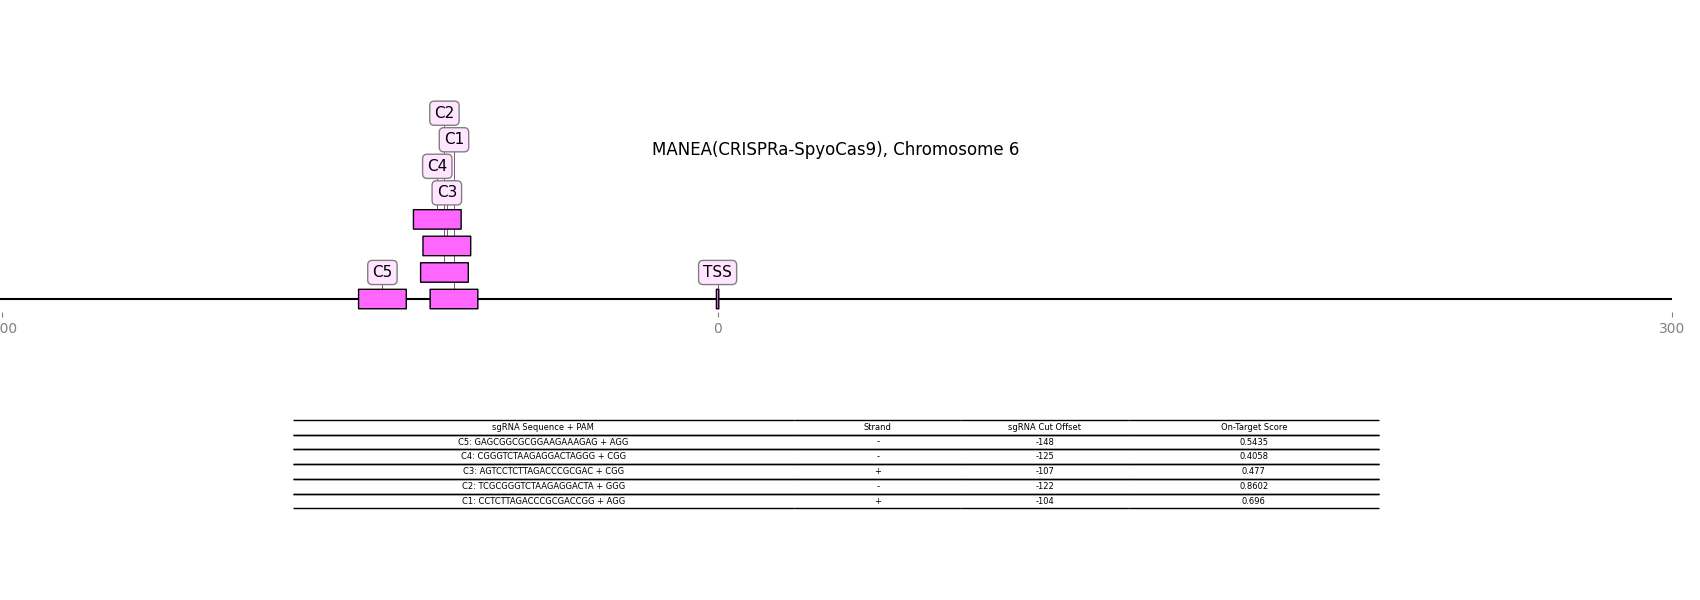 C2
C1
MANEA(CRISPRa-SpyoCas9), Chromosome 6
C4
C3
C5
TSS
00
0
300
sgRNA Sequence + PAM Strand sgRNA Cut Offset On-Target Score
C5: GAGCGGCGCGGAAGAAAGAG + AGG - -148 0.5435
C4: CGGGTCTAAGAGGACTAGGG + CGG - -125 0.4058
C3: AGTCCTCTTAGACCCGCGAC + CGG + -107 0.477
C2: TCGCGGGTCTAAGAGGACTA + GGG - -122 0.8602
C1: CCTCTTAGACCCGCGACCGG + AGG + -104 0.696